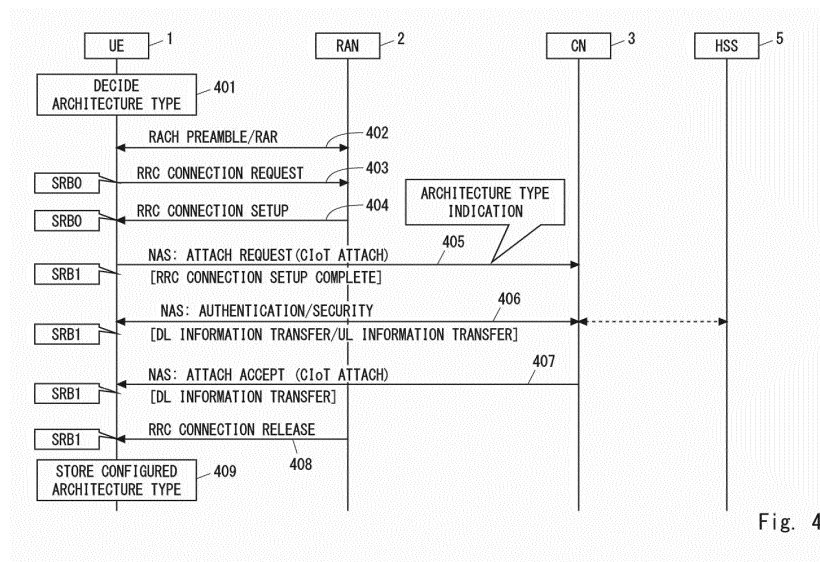 UE 1
RAN 2
CN 3
HSS 5
DECIDE
ARCHITECTURE TYPE
401
RACH PREAMBLE/RAR 402
SRB0
RRC CONNECTION REQUEST 403
SRB0
RRC CONNECTION SETUP 404
ARCHITECTURE TYPE
INDICATION
NAS: ATTACH REQUEST(CIoT ATTACH) 405
SRB1
[RRC CONNECTION SETUP COMPLETE]
NAS: AUTHENTICATION/SECURITY 406
SRB1
[DL INFORMATION TRANSFER/UL INFORMATION TRANSFER]
NAS: ATTACH ACCEPT (CIoT ATTACH) 407
SRB1
[DL INFORMATION TRANSFER]
SRB1
RRC CONNECTION RELEASE
408
STORE CONFIGURED
ARCHITECTURE TYPE
409
Fig. 4